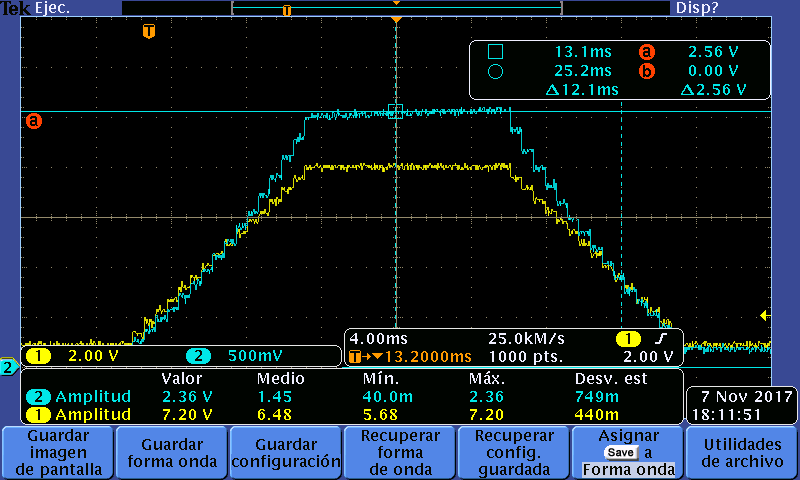 Tek Ejec. Disp?
T
T
13.1ms a 2.56 V
25.2ms b 0.00 V
Δ12.1ms Δ2.56 V
a
2
1 2.00 V 2 500mV
4.00ms 25.0kM/s 1
T→▼13.2000ms 1000 pts. 2.00 V
Valor Medio Mín. Máx. Desv. est
2 Amplitud 2.36 V 1.45 40.0m 2.36 749m
1 Amplitud 7.20 V 6.48 5.68 7.20 440m
7 Nov 2017
18:11:51
Guardar
imagen
de pantalla
Guardar
forma onda
Guardar
configuración
Recuperar
forma
de onda
Recuperar
config.
guardada
Asignar
Save a
Forma onda
Utilidades
de archivo